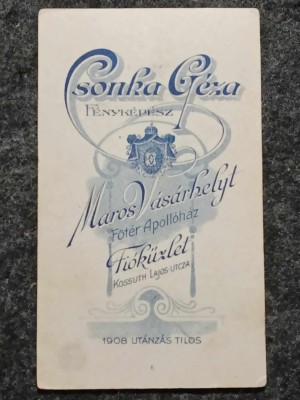 Csonka Géza
Fényképész
Maros Vásárhelyt
Főtér Apollóház
Fióküzlet
Kossuth Lajos-utcza
1908 UTÁNZÁS TILOS